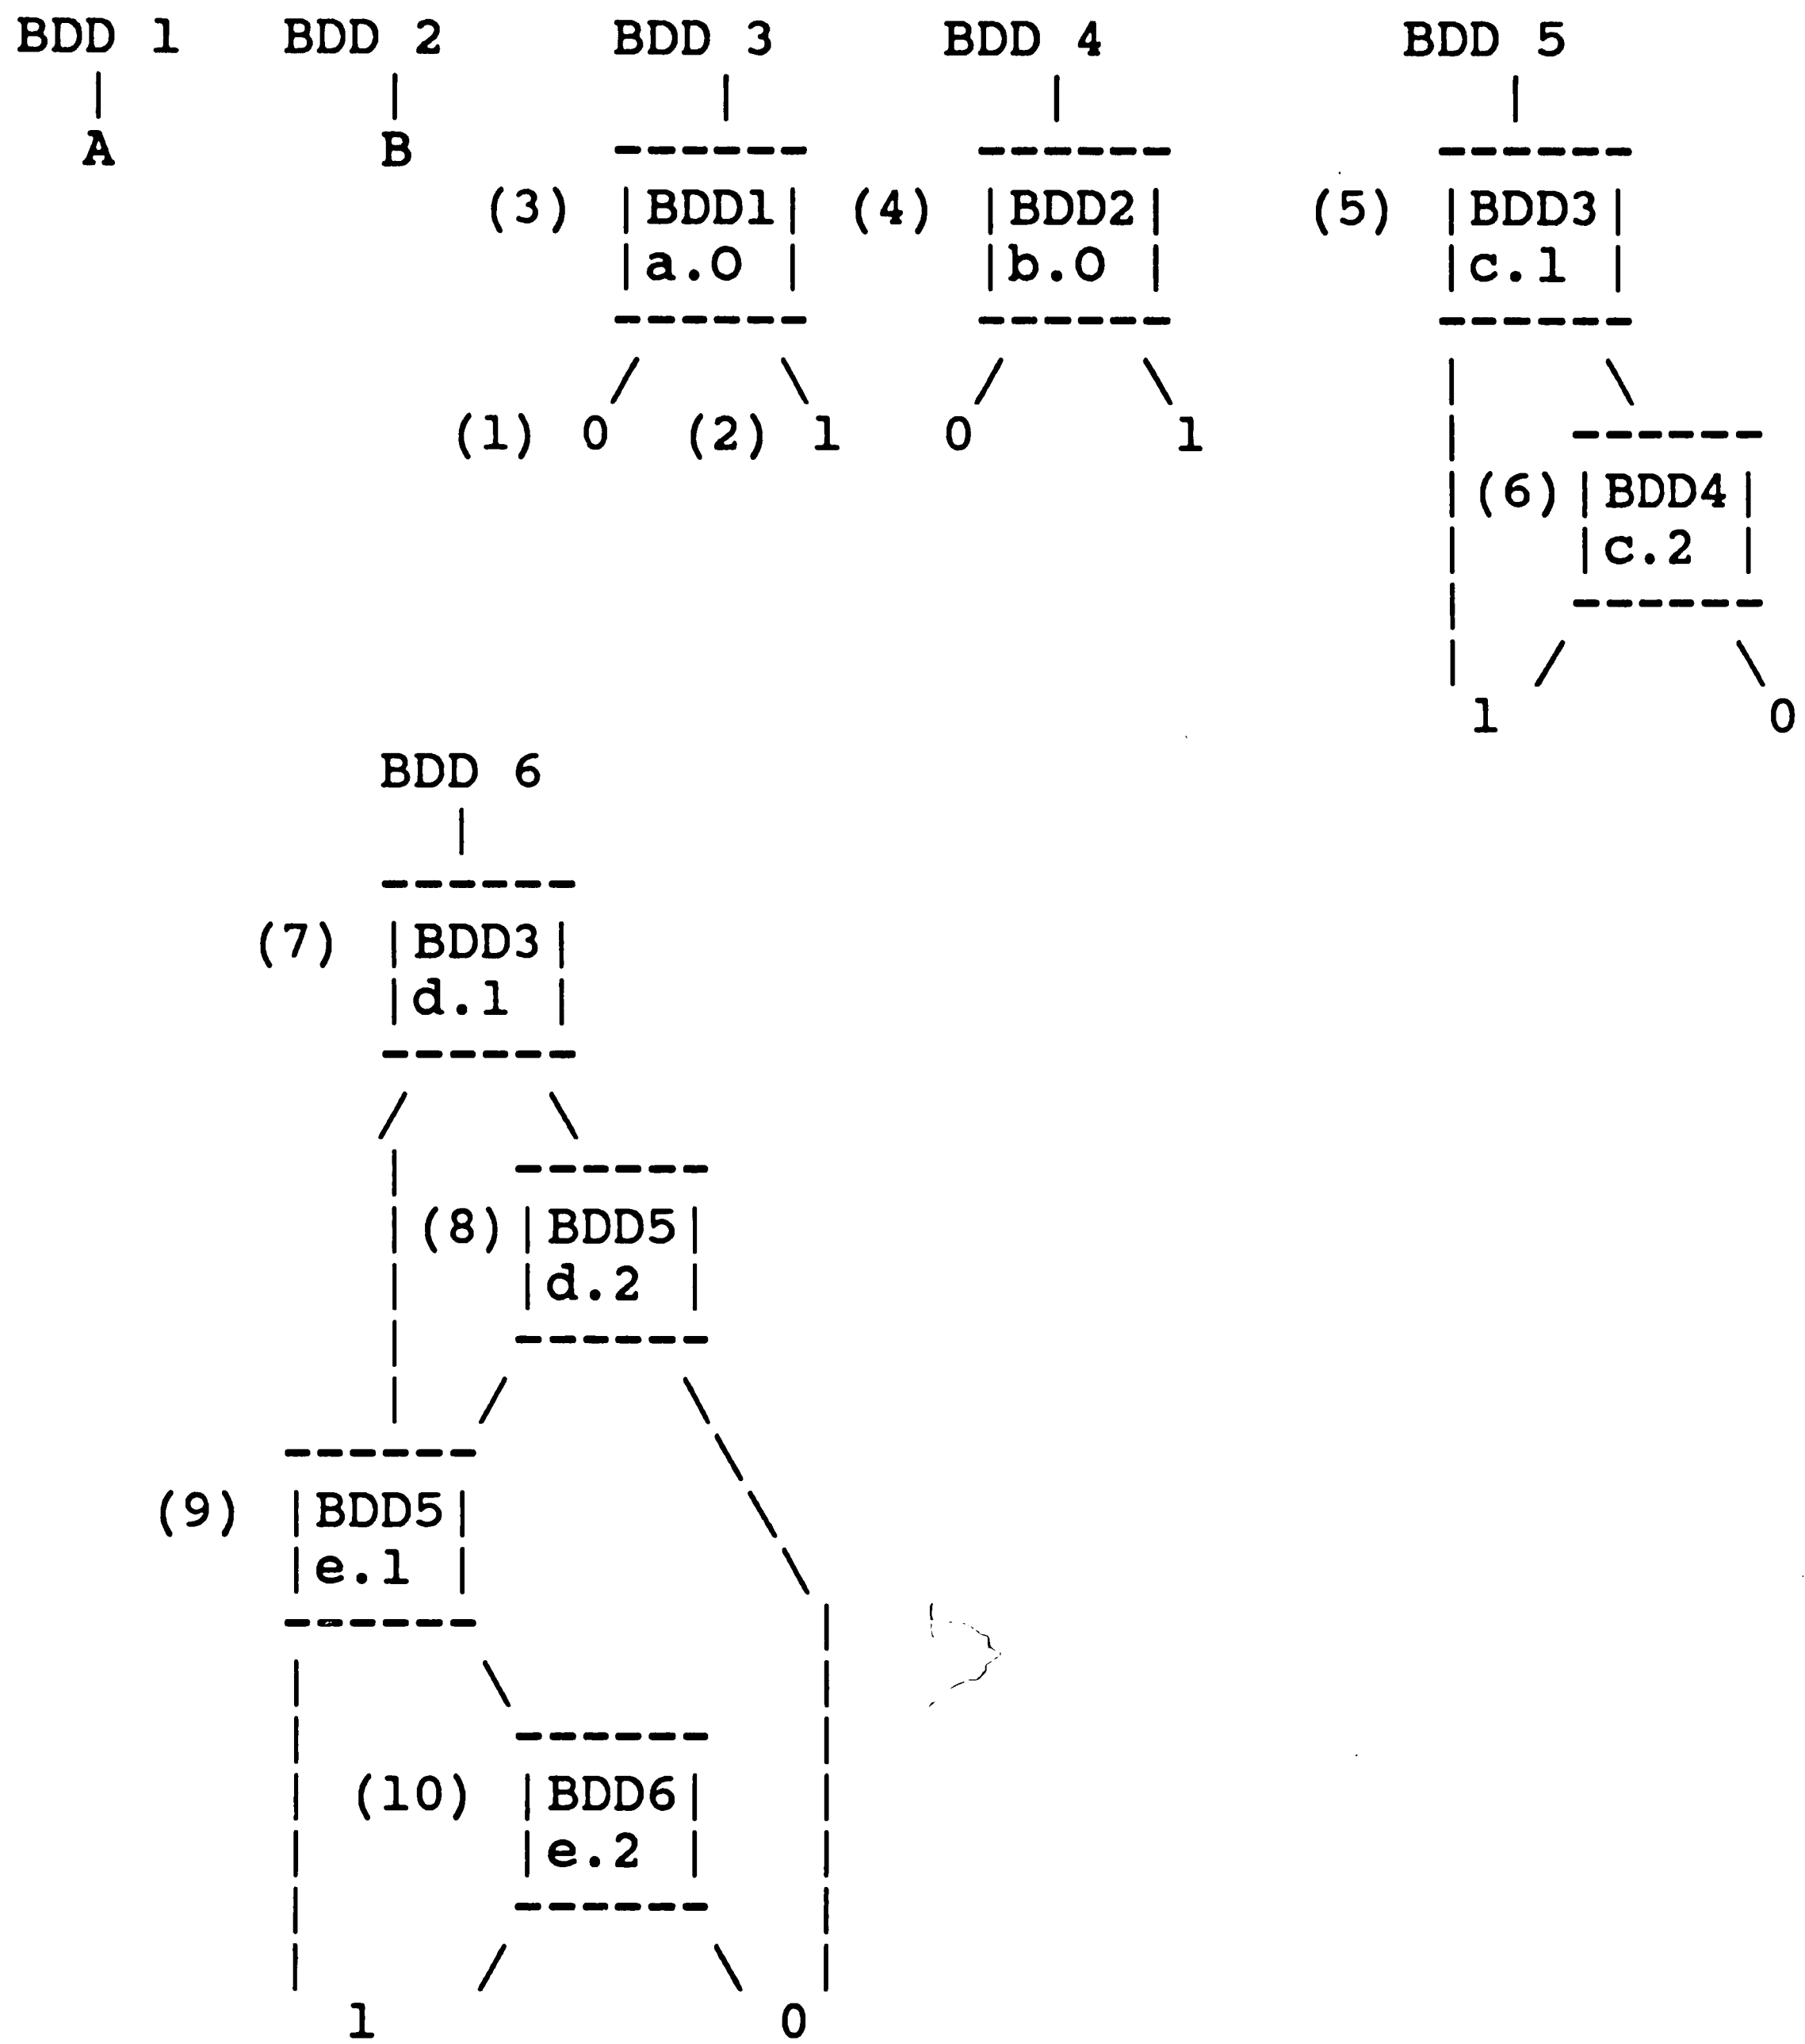 BDD 1 BDD 2 BDD 3 BDD 4 BDD 5
A B
(3) BDD1 (4) BDD2 (5) BDD3
a.0 b.0 c.1
(1) 0 (2) 1 0 1
(6) BDD4
c.2
1 0
BDD 6
(7) BDD3
d.1
(8) BDD5
d.2
(9) BDD5
e.1
(10) BDD6
e.2
1 0